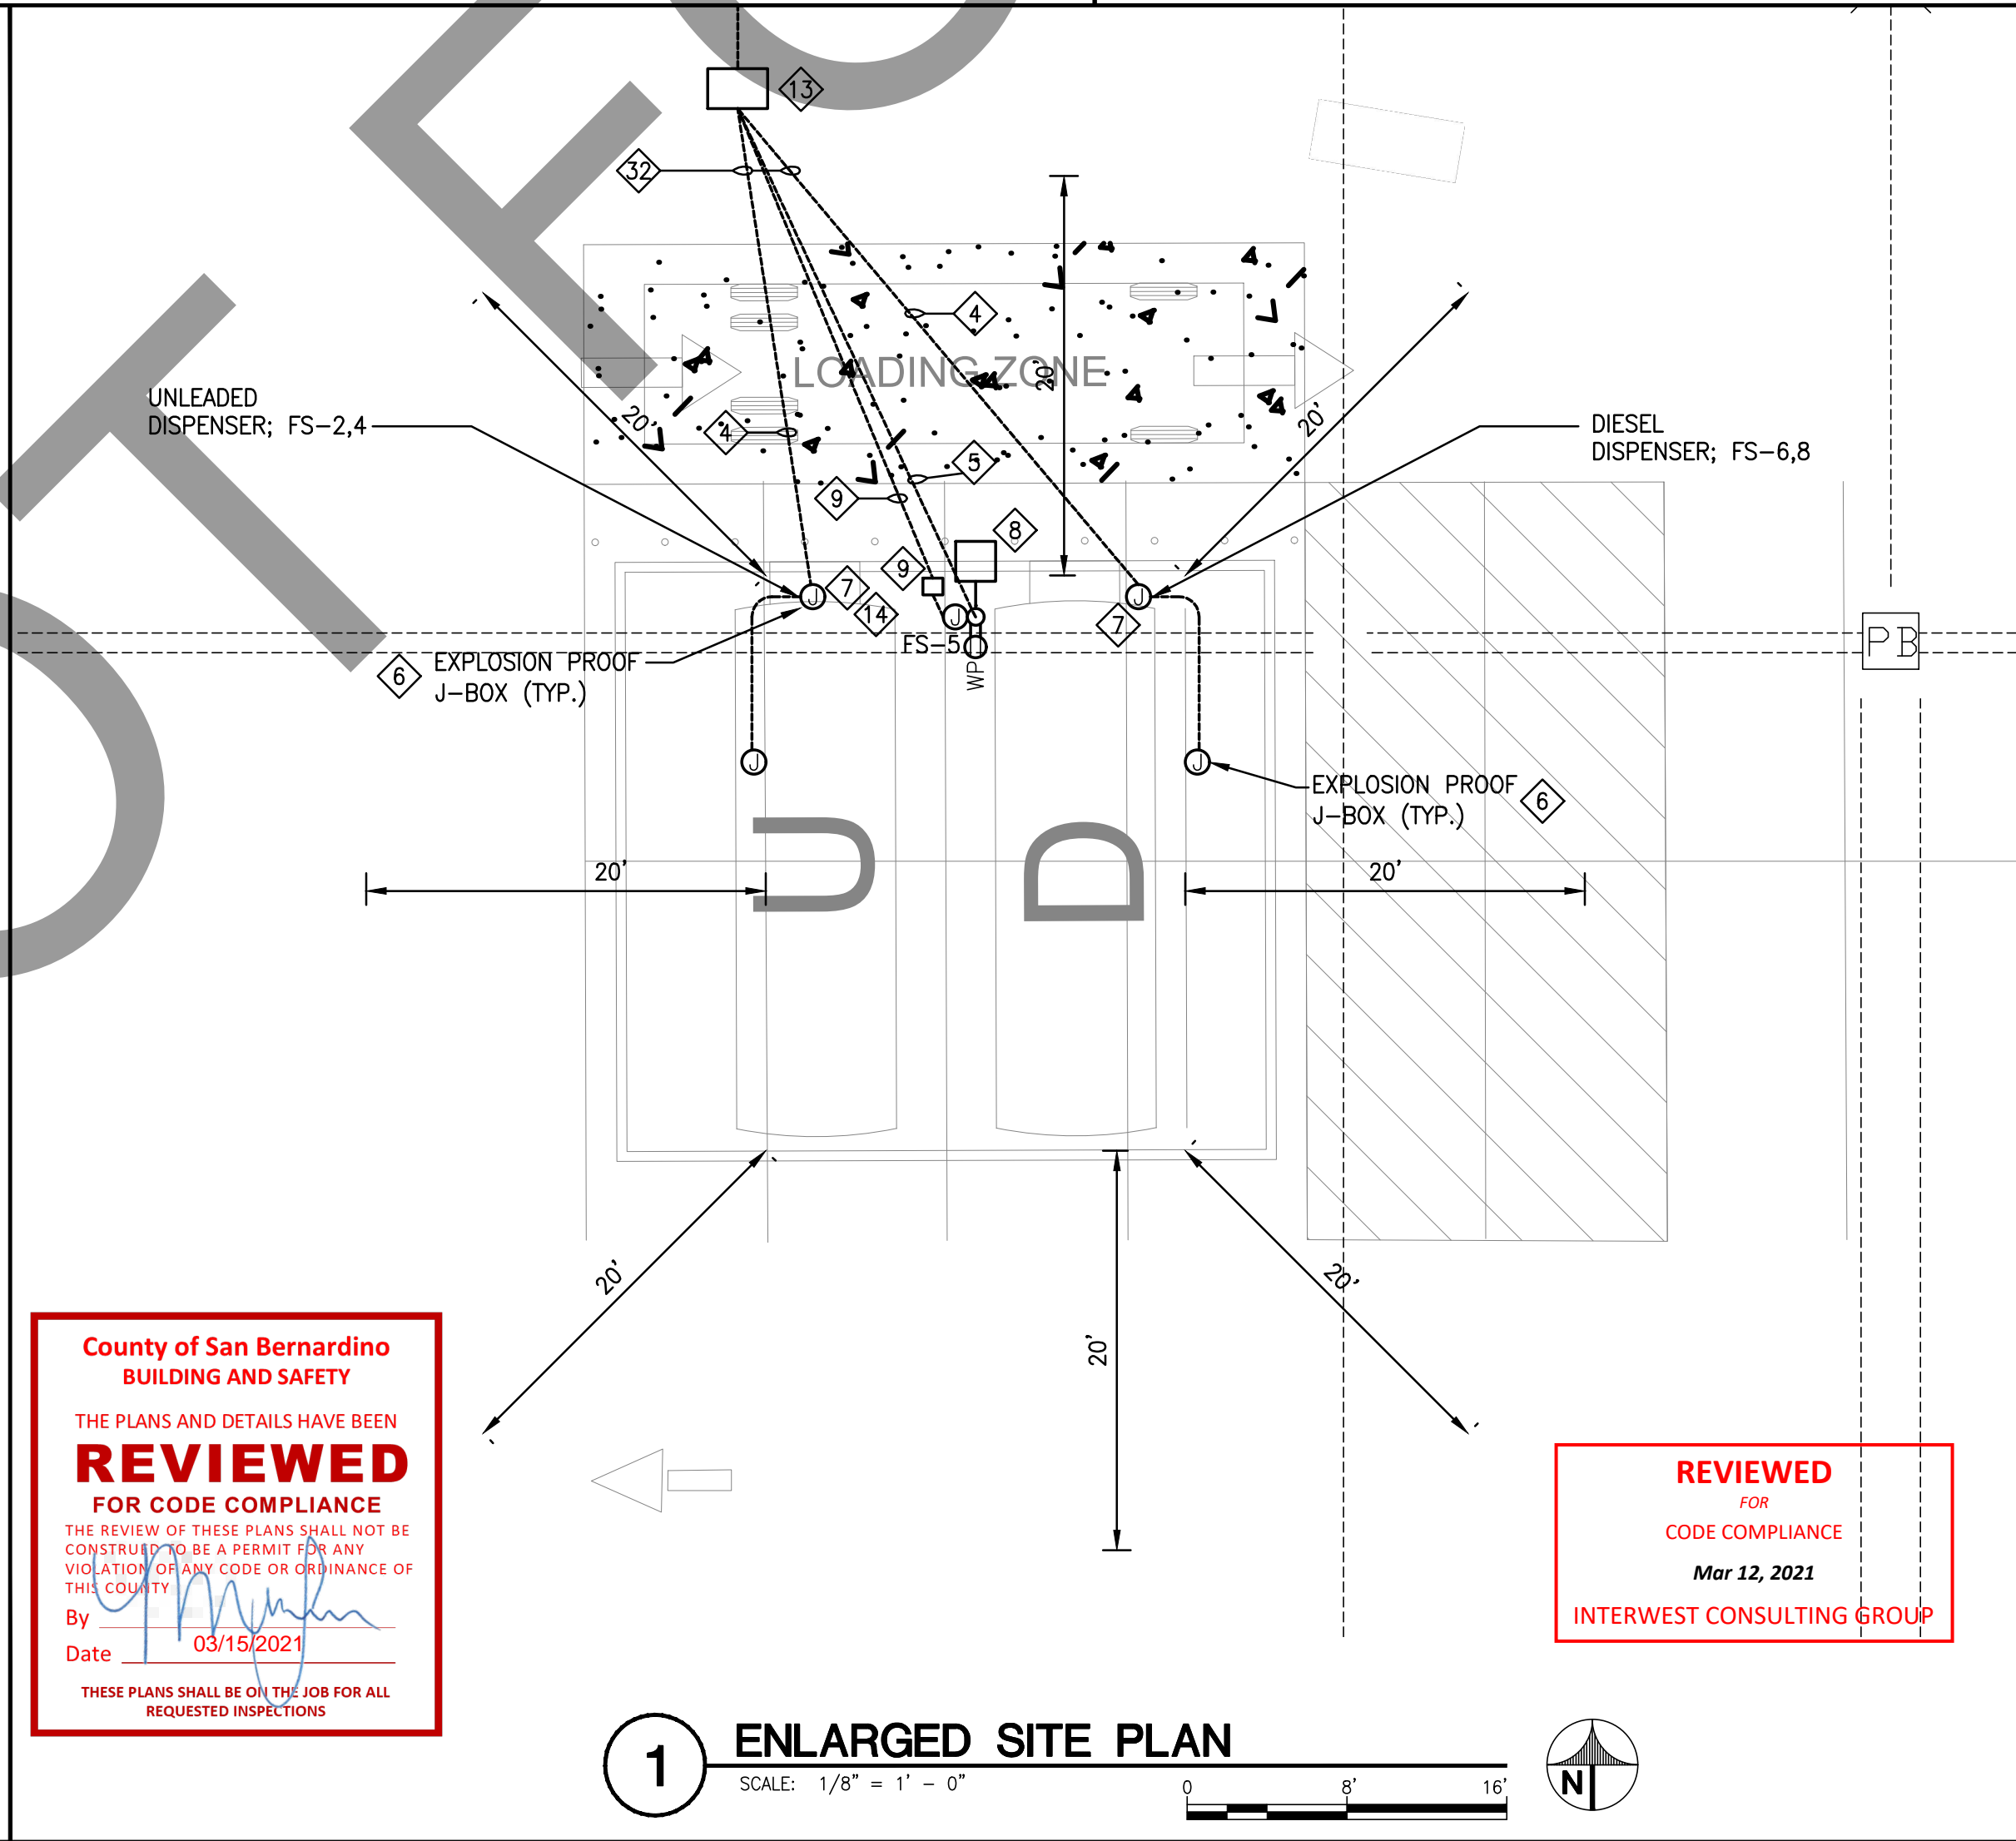 13
32
4
LOADING ZONE
20'
20'
20'
UNLEADED
DISPENSER; FS-2,4
DIESEL
DISPENSER; FS-6,8
4
5
9
8
9
7
14
7
J
J
J
FS-5
WP
6
EXPLOSION PROOF
J-BOX (TYP.)
PB
J
J
EXPLOSION PROOF
J-BOX (TYP.)
6
U
D
20'
20'
20'
20'
20'
County of San Bernardino
BUILDING AND SAFETY
THE PLANS AND DETAILS HAVE BEEN
REVIEWED
FOR CODE COMPLIANCE
THE REVIEW OF THESE PLANS SHALL NOT BE
CONSTRUED TO BE A PERMIT FOR ANY
VIOLATION OF ANY CODE OR ORDINANCE OF
THIS COUNTY
By
Date 03/15/2021
THESE PLANS SHALL BE ON THE JOB FOR ALL
REQUESTED INSPECTIONS
REVIEWED
FOR
CODE COMPLIANCE
Mar 12, 2021
INTERWEST CONSULTING GROUP
1
ENLARGED SITE PLAN
SCALE: 1/8" = 1' - 0"
0 8' 16'
N